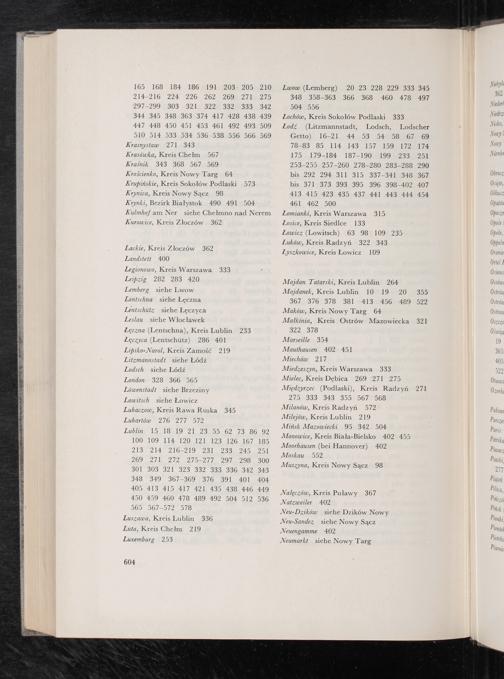 165 168 184 186 191 203 205 210
214–216 224 226 262 269 271 275
297–299 303 321 322 332 333 342
344 345 348 363 374 417 428 438 439
447 448 450 451 453 461 492 493 509
510 514 533 534 536 538 556 566 569
Krasnystaw 271 343
Krasiczka, Kreis Chełm 567
Kraśnik 343 368 567 569
Krościenko, Kreis Nowy Targ 64
Krupińskie, Kreis Sokołów Podlaski 573
Krynica, Kreis Nowy Sącz 98
Krynki, Bezirk Białystok 490 491 504
Kulmhof am Ner siehe Chełmno nad Nerem
Kurowice, Kreis Złoczów 362
Lackie, Kreis Złoczów 362
Landstett 400
Legionowo, Kreis Warszawa 333
Leipzig 282 283 420
Lemberg siehe Lwow
Lentschna siehe Łęczna
Lentschütz siehe Łęczyca
Leslau siehe Włocławek
Łęczna (Lentschna), Kreis Lublin 233
Łęczyca (Lentschütz) 286 401
Lipsko-Narol, Kreis Zamość 219
Litzmannstadt siehe Łódź
Lodsch siehe Łódź
London 328 366 565
Löwenstadt siehe Brzeziny
Lowitsch siehe Łowicz
Lubaczow, Kreis Rawa Ruska 345
Lubartów 276 277 572
Lublin 15 18 19 21 23 55 62 73 86 92
100 109 114 120 121 123 126 167 185
213 214 216–219 231 233 245 251
269 271 272 275–277 297 298 300
301 303 321 323 332 333 336 342 343
348 349 367–369 376 391 401 404
405 413 415 417 421 435 438 446 449
450 459 460 478 489 492 504 512 536
565 567–572 578
Luszawa, Kreis Lublin 336
Luta, Kreis Chełm 219
Luxemburg 253
604
Lwow (Lemberg) 20 23 228 229 333 345
348 358–363 366 368 460 478 497
504 556
Łochów, Kreis Sokołów Podlaski 333
Łodź (Litzmannstadt, Lodsch, Lodscher
Getto) 16–21 44 53 54 58 67 69
78–83 85 114 143 157 159 172 174
175 179–184 187–190 199 233 251
253–255 257–260 278–280 283–288 290
bis 292 294 311 315 337–341 348 367
bis 371 373 393 395 396 398–402 407
413 415 423 435 437 441 443 444 454
461 462 500
Łomianki, Kreis Warszawa 315
Łosice, Kreis Siedlce 133
Łowicz (Lowitsch) 63 98 109 235
Łuków, Kreis Radzyń 322 343
Łyszkowice, Kreis Łowicz 109
Majdan Tatarski, Kreis Lublin 264
Majdanek, Kreis Lublin 10 19 20 355
367 376 378 381 413 456 489 522
Maków, Kreis Nowy Targ 64
Małkinia, Kreis Ostrów Mazowiecka 321
322 378
Marseille 354
Mauthausen 402 451
Miechów 217
Miedzeszyn, Kreis Warszawa 333
Mielec, Kreis Dębica 269 271 275
Międzyrzec (Podlaski), Kreis Radzyń 271
275 333 343 355 567 568
Milanów, Kreis Radzyń 572
Milejów, Kreis Lublin 219
Mińsk Mazowiecki 95 342 504
Monowice, Kreis Biała-Bielsko 402 455
Moorhausen (bei Hannover) 402
Moskau 552
Muszyna, Kreis Nowy Sącz 98
Nałęczów, Kreis Puławy 367
Natzweiler 402
Neu-Dzików siehe Dzików Nowy
Neu-Sandez siehe Nowy Sącz
Neuengamme 402
Neumarkt siehe Nowy Targ